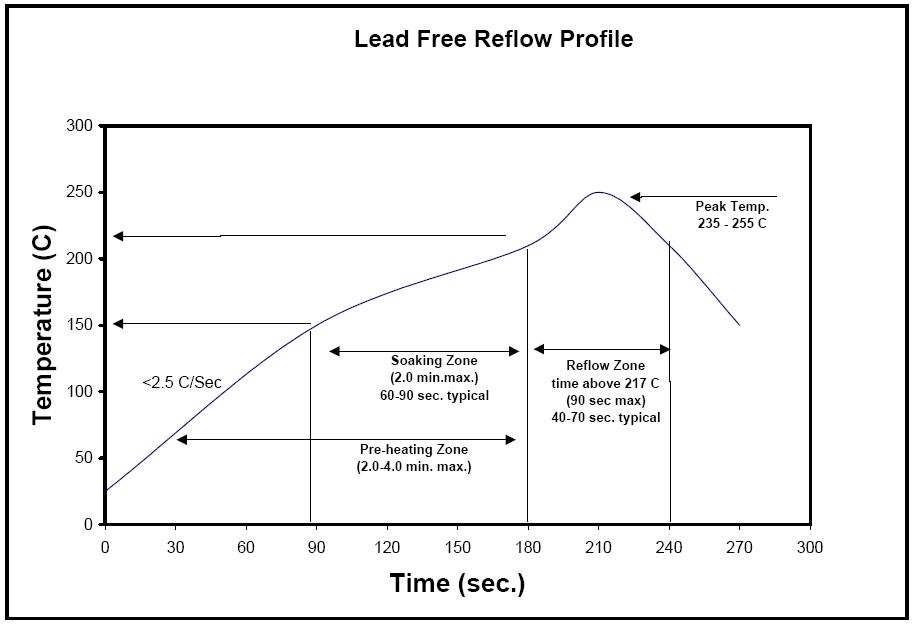 Lead Free Reflow Profile
300
250
200
150
100
50
0
Temperature (C)
Peak Temp.
235 - 255 C
<2.5 C/Sec
Soaking Zone
(2.0 min.max.)
60-90 sec. typical
Reflow Zone
time above 217 C
(90 sec max)
40-70 sec. typical
Pre-heating Zone
(2.0-4.0 min. max.)
0 30 60 90 120 150 180 210 240 270 300
Time (sec.)